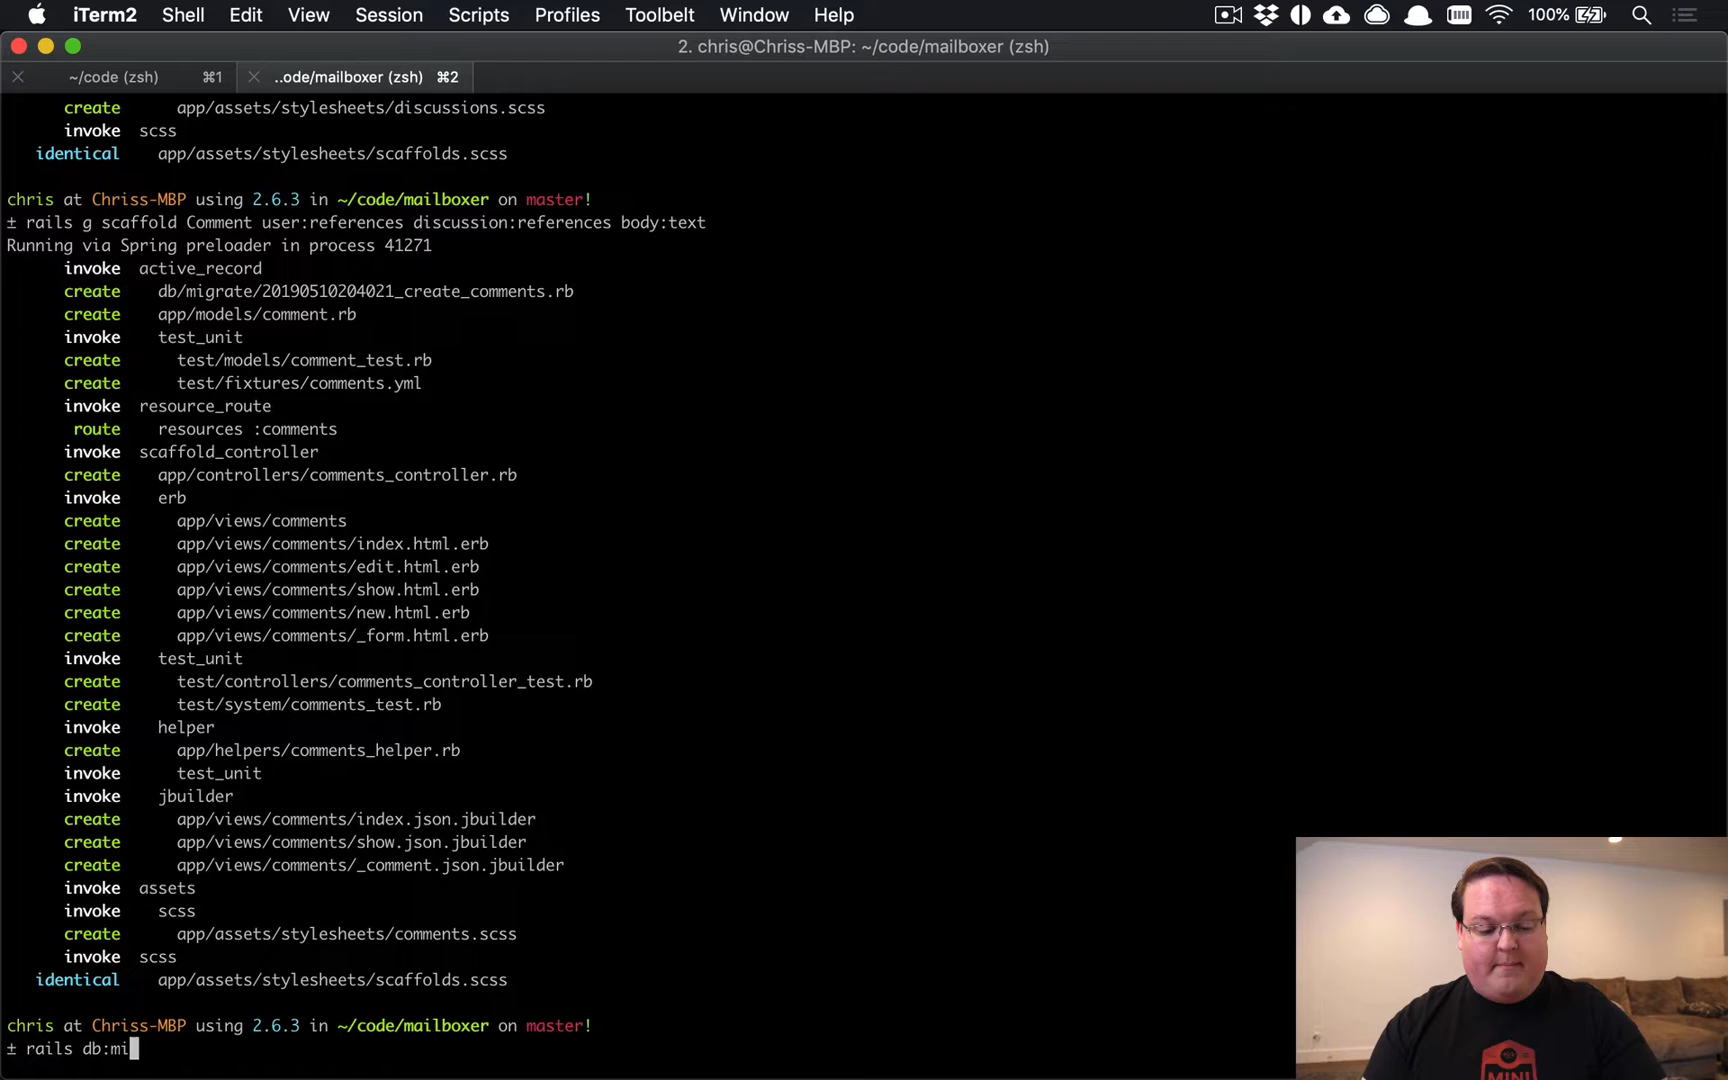 iTerm2 Shell Edit View Session Scripts Profiles Toolbelt Window Help 100%
2. chris@Chriss-MBP: ~/code/mailboxer (zsh)
~/code (zsh) ⌘1 ..ode/mailboxer (zsh) ⌘2
create app/assets/stylesheets/discussions.scss
invoke scss
identical app/assets/stylesheets/scaffolds.scss
chris at Chriss-MBP using 2.6.3 in ~/code/mailboxer on master!
± rails g scaffold Comment user:references discussion:references body:text
Running via Spring preloader in process 41271
invoke active_record
create db/migrate/20190510204021_create_comments.rb
create app/models/comment.rb
invoke test_unit
create test/models/comment_test.rb
create test/fixtures/comments.yml
invoke resource_route
route resources :comments
invoke scaffold_controller
create app/controllers/comments_controller.rb
invoke erb
create app/views/comments
create app/views/comments/index.html.erb
create app/views/comments/edit.html.erb
create app/views/comments/show.html.erb
create app/views/comments/new.html.erb
create app/views/comments/_form.html.erb
invoke test_unit
create test/controllers/comments_controller_test.rb
create test/system/comments_test.rb
invoke helper
create app/helpers/comments_helper.rb
invoke test_unit
invoke jbuilder
create app/views/comments/index.json.jbuilder
create app/views/comments/show.json.jbuilder
create app/views/comments/_comment.json.jbuilder
invoke assets
invoke scss
create app/assets/stylesheets/comments.scss
invoke scss
identical app/assets/stylesheets/scaffolds.scss
chris at Chriss-MBP using 2.6.3 in ~/code/mailboxer on master!
± rails db:mi
MINI